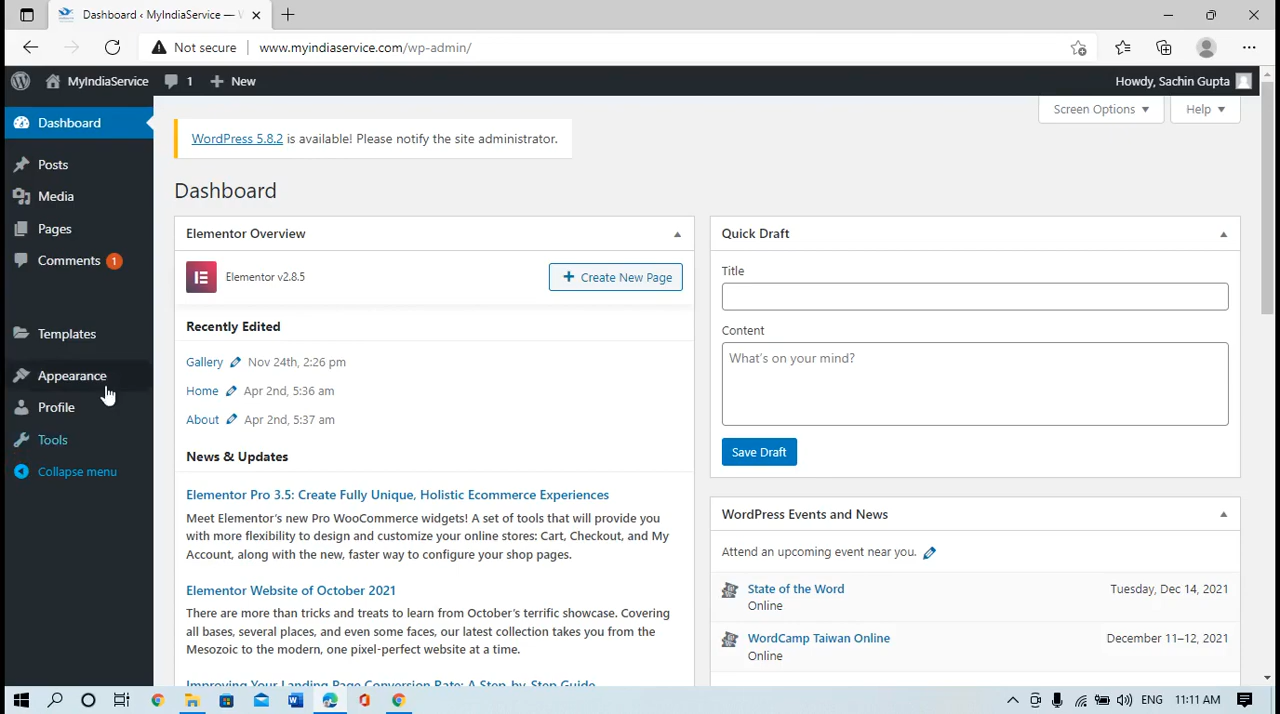 Dashboard ‹ MyIndiaService — W
Not secure
www.myindiaservice.com/wp-admin/
MyIndiaService
1
New
Howdy, Sachin Gupta
Dashboard
Posts
Media
Pages
Comments 1
Templates
Appearance
Profile
Tools
Collapse menu
Screen Options ▼
Help ▼
WordPress 5.8.2 is available! Please notify the site administrator.
Dashboard
Elementor Overview
Elementor v2.8.5
Create New Page
Recently Edited
Gallery Nov 24th, 2:26 pm
Home Apr 2nd, 5:36 am
About Apr 2nd, 5:37 am
News & Updates
Elementor Pro 3.5: Create Fully Unique, Holistic Ecommerce Experiences
Meet Elementor's new Pro WooCommerce widgets! A set of tools that will provide you
with more flexibility to design and customize your online stores: Cart, Checkout, and My
Account, along with the new, faster way to configure your shop pages.
Elementor Website of October 2021
There are more than tricks and treats to learn from October's terrific showcase. Covering
all bases, several places, and even some faces, our latest collection takes you from the
Mesozoic to the modern, one pixel-perfect website at a time.
Improving Your Landing Page Conversion Rate: A Step-by-Step Guide
Quick Draft
Title
Content
What's on your mind?
Save Draft
WordPress Events and News
Attend an upcoming event near you.
State of the Word
Online
Tuesday, Dec 14, 2021
WordCamp Taiwan Online
Online
December 11–12, 2021
ENG
11:11 AM